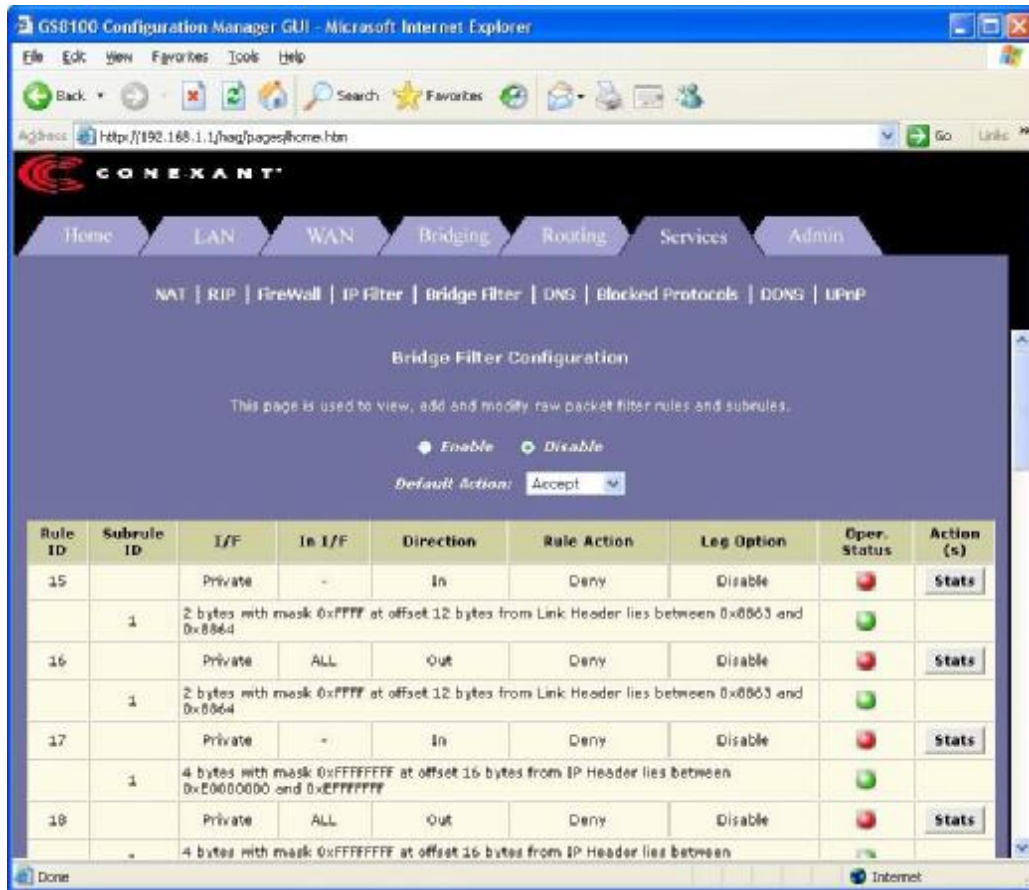 GS8100 Configuration Manager GUI - Microsoft Internet Explorer
File Edit View Favorites Tools Help
Back Search Favorites
Address http://192.168.1.1/hag/pages/home.htm Go Links
CONEXANT
Home LAN WAN Bridging Routing Services Admin
NAT | RIP | FireWall | IP Filter | Bridge Filter | DNS | Blocked Protocols | DDNS | UPnP
Bridge Filter Configuration
This page is used to view, add and modify raw packet filter rules and subrules.
Enable Disable
Default Action: Accept
Rule ID Subrule ID I/F In I/F Direction Rule Action Log Option Oper. Status Action (s)
15 Private - In Deny Disable Stats
1 2 bytes with mask 0xFFFF at offset 12 bytes from Link Header lies between 0x8863 and
0x8864
16 Private ALL Out Deny Disable Stats
1 2 bytes with mask 0xFFFF at offset 12 bytes from Link Header lies between 0x8863 and
0x8864
17 Private - In Deny Disable Stats
1 4 bytes with mask 0xFFFFFFFF at offset 16 bytes from IP Header lies between
0xE0000000 and 0xEFFFFFFF
18 Private ALL Out Deny Disable Stats
4 bytes with mask 0xFFFFFFFF at offset 16 bytes from IP Header lies between
Done Internet